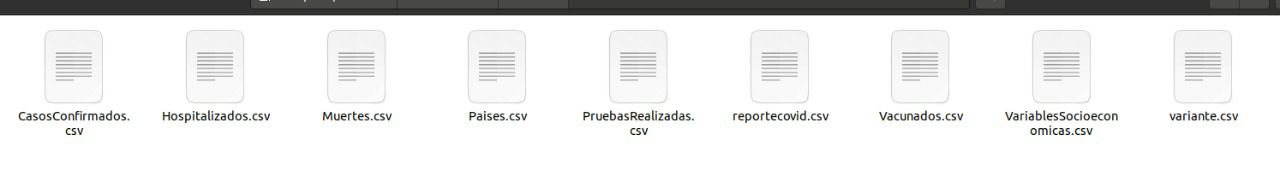 CasosConfirmados.
csv
Hospitalizados.csv
Muertes.csv
Paises.csv
PruebasRealizadas.
csv
reportecovid.csv
Vacunados.csv
VariablesSocioecon
omicas.csv
variante.csv